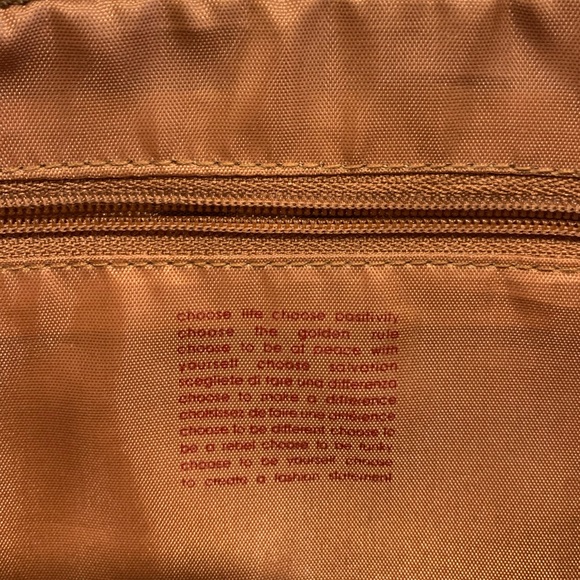 choose life choose positivity
choose the golden rule
choose to be at peace with
yourself choose salvation
scegliete di fare una differenza
choose to make a difference
choisisses de faire une différence
choose to be different choose to
be a rebel choose to be funky
choose to be yourself, choose
to create a fashion statement